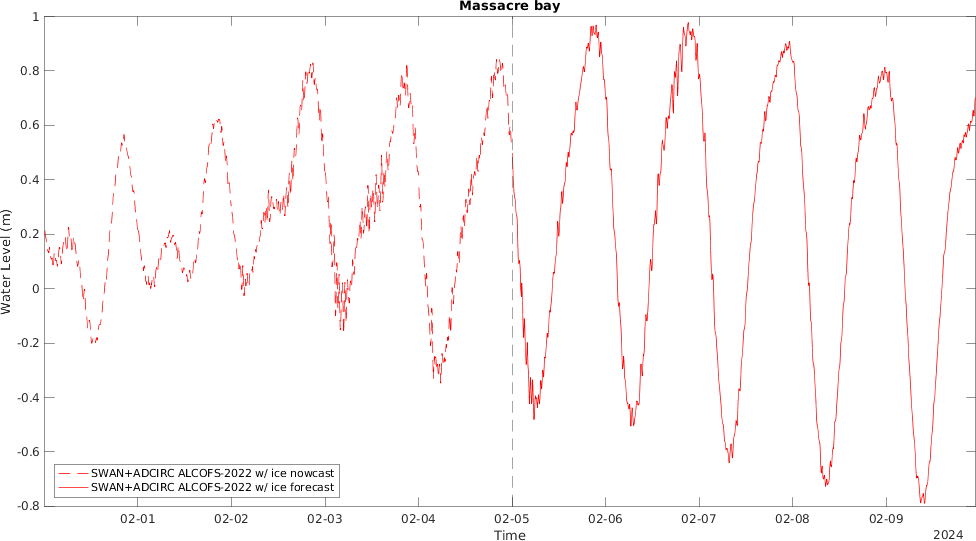 Massacre bay
1
0.8
0.6
0.4
0.2
0
-0.2
-0.4
-0.6
-0.8
Water Level (m)
SWAN+ADCIRC ALCOFS-2022 w/ ice nowcast
SWAN+ADCIRC ALCOFS-2022 w/ ice forecast
02-01 02-02 02-03 02-04 02-05 02-06 02-07 02-08 02-09
Time
2024